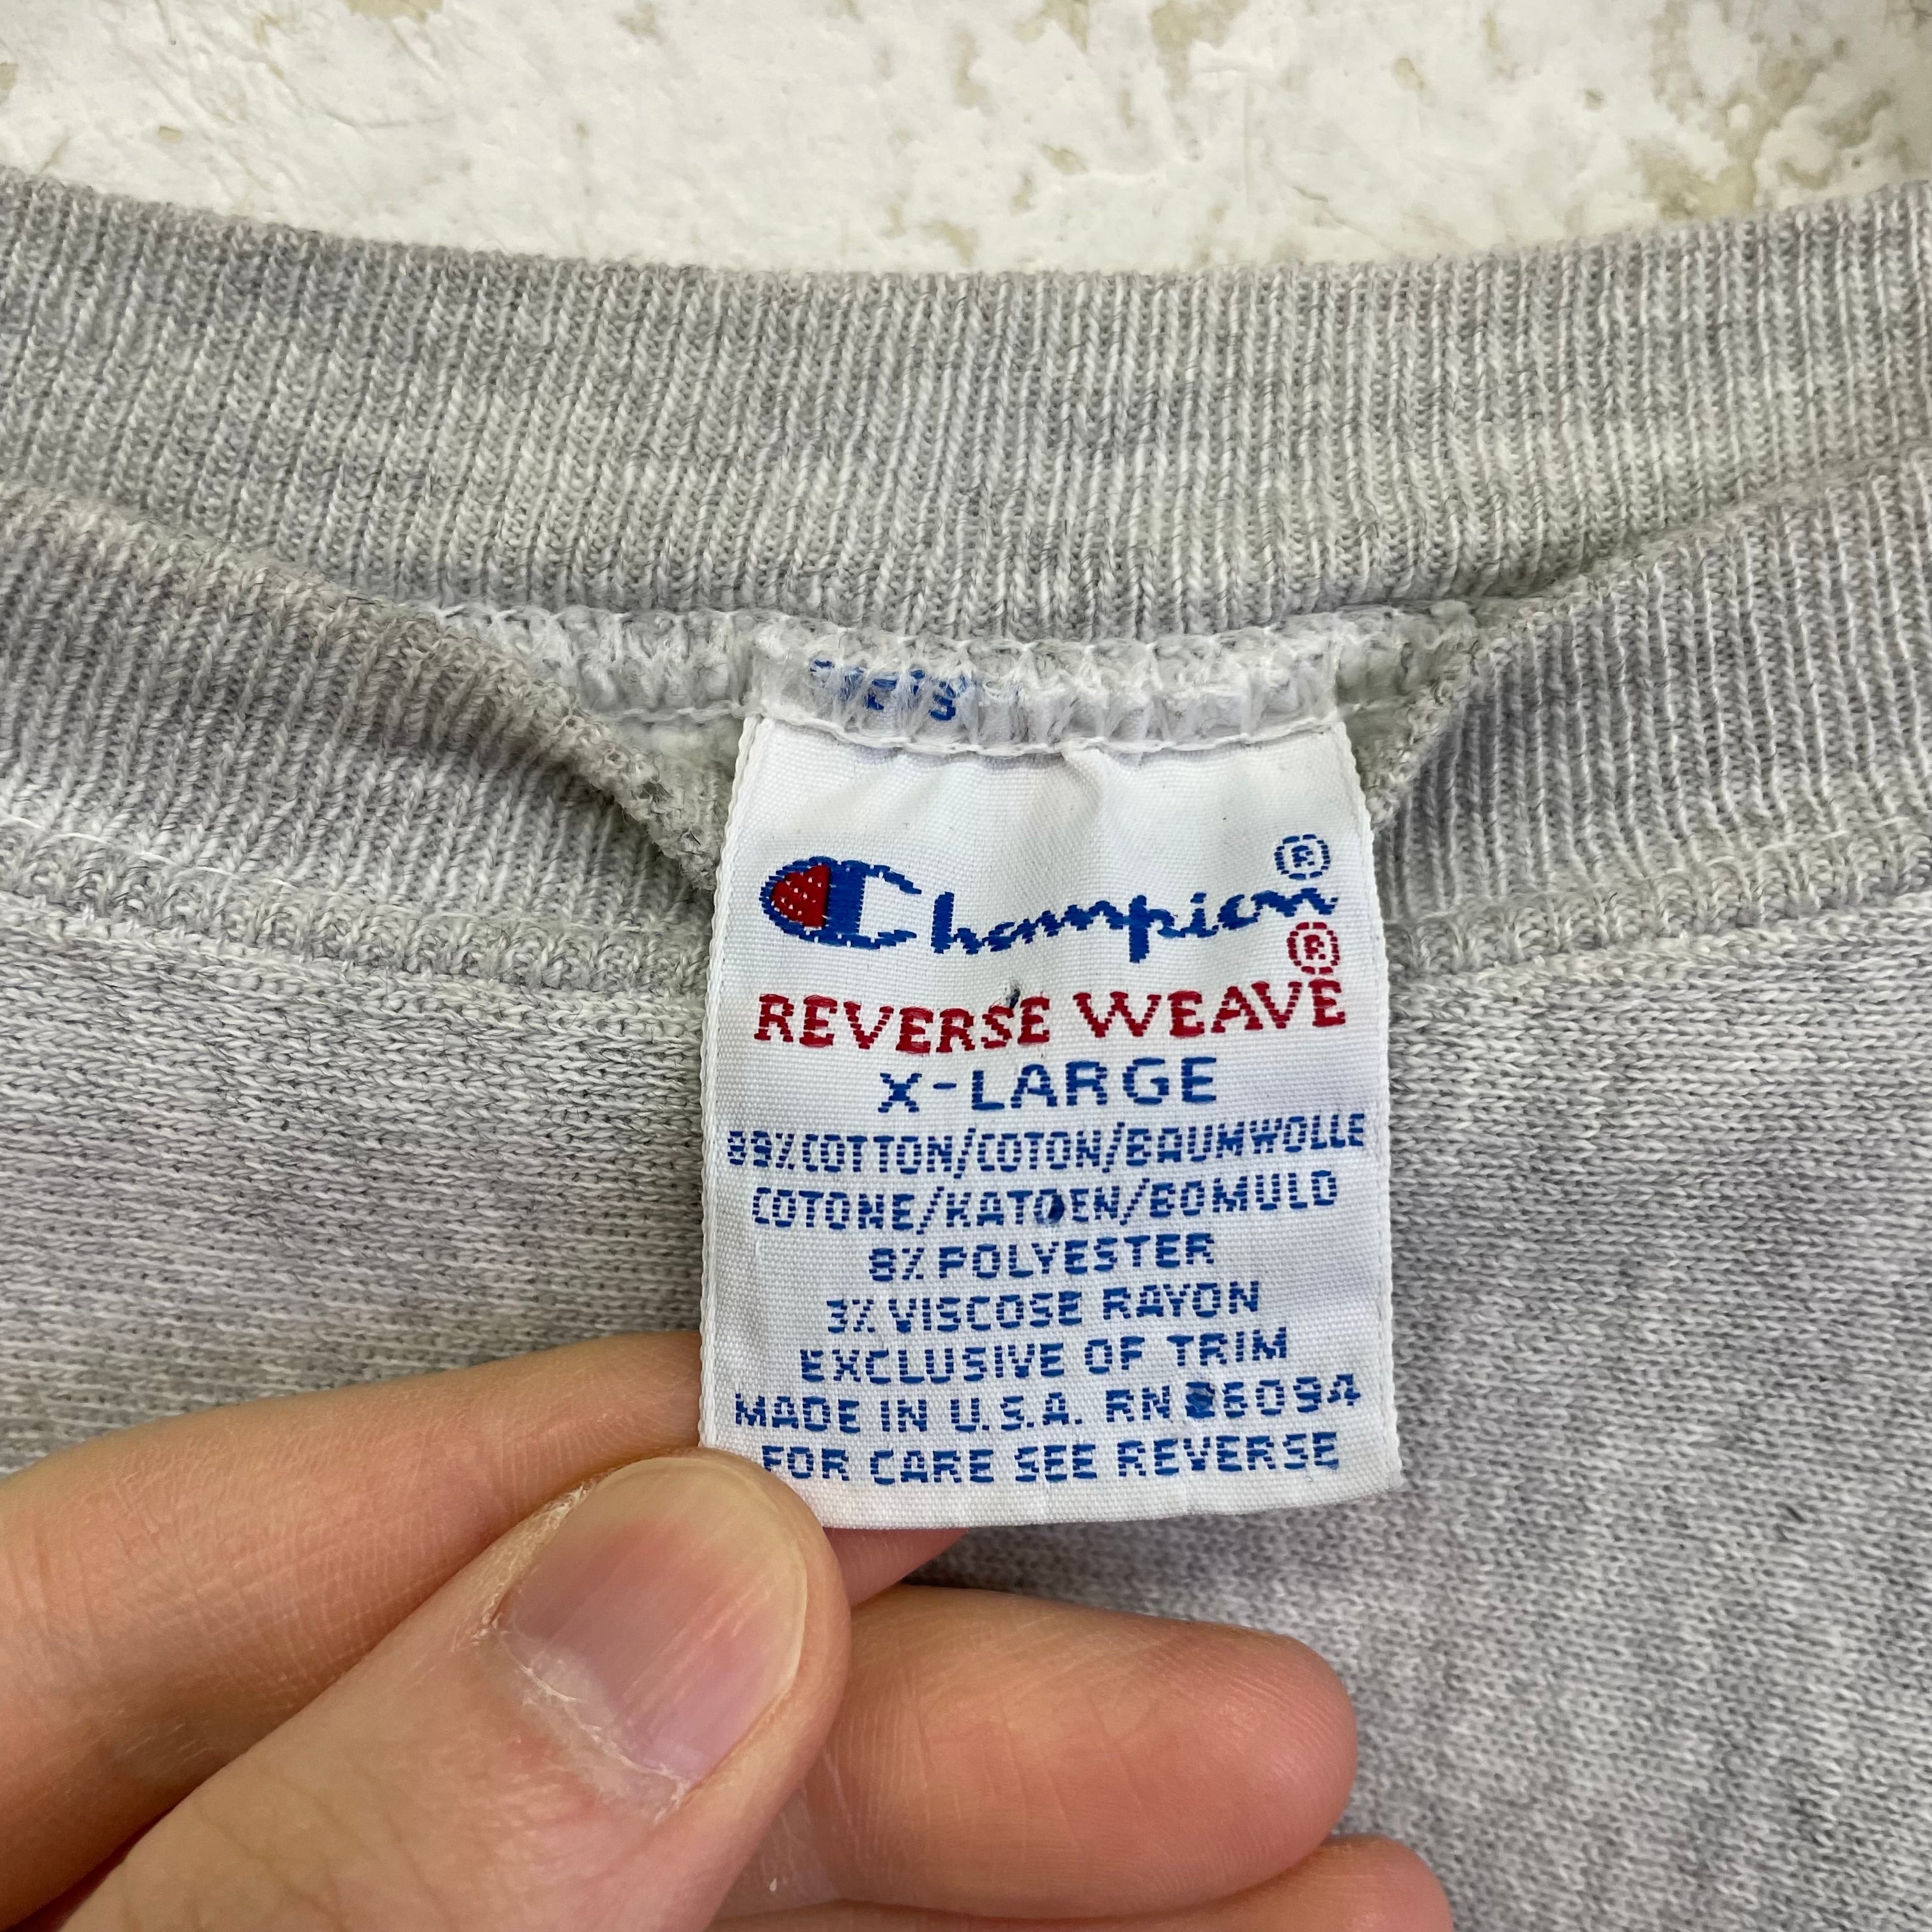 Champion®
REVERSE WEAVE®
X-LARGE
89% COTTON/COTON/BAUMWOLLE
COTONE/KATOEN/BOMULD
8% POLYESTER
3% VISCOSE RAYON
EXCLUSIVE OF TRIM
MADE IN U.S.A. RN 26094
FOR CARE SEE REVERSE